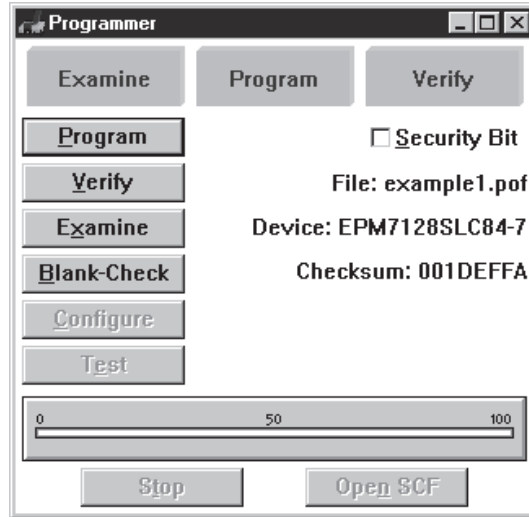 Programmer
Examine Program Verify
Program
Security Bit
Verify
File: example1.pof
Examine
Device: EPM7128SLC84-7
Blank-Check
Checksum: 001DEFFA
Configure
Test
0 50 100
Stop Open SCF